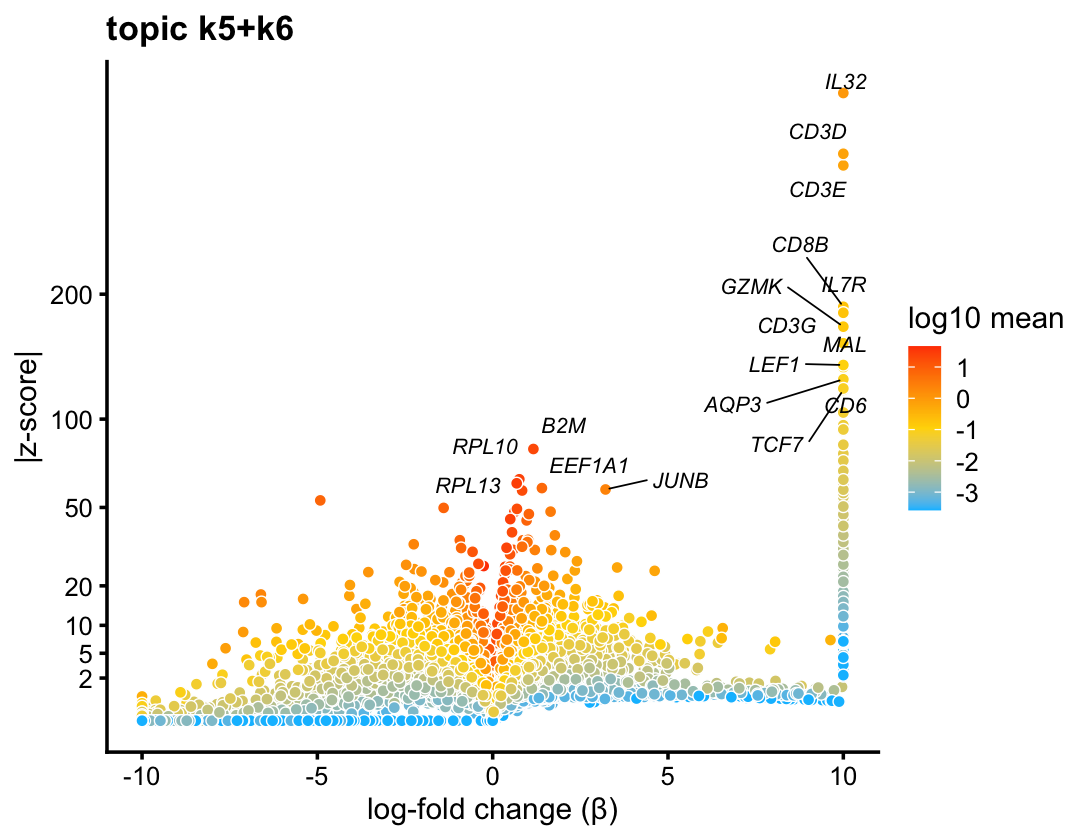 topic k5+k6
IL32
CD3D
CD3E
CD8B
GZMK
IL7R
CD3G
MAL
LEF1
AQP3
CD6
TCF7
B2M
RPL10
EEF1A1
RPL13
JUNB
|z-score|
200
100
50
20
10
5
2
-10
-5
0
5
10
log-fold change (β)
log10 mean
1
0
-1
-2
-3